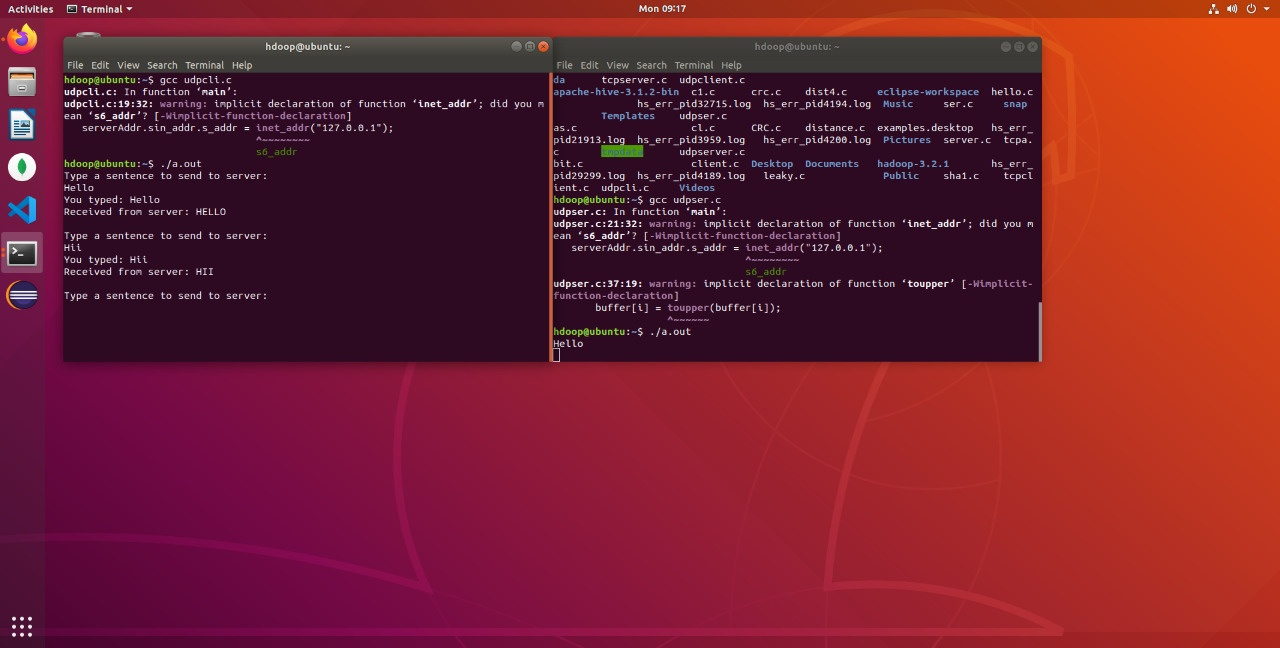 Activities Terminal Mon 09:17
hdoop@ubuntu: ~
File Edit View Search Terminal Help
hdoop@ubuntu:~$ gcc udpcli.c
udpcli.c: In function ‘main’:
udpcli.c:19:32: warning: implicit declaration of function ‘inet_addr’; did you m
ean ‘s6_addr’? [-Wimplicit-function-declaration]
serverAddr.sin_addr.s_addr = inet_addr("127.0.0.1");
^~~~~~~~~
s6_addr
hdoop@ubuntu:~$ ./a.out
Type a sentence to send to server:
Hello
You typed: Hello
Received from server: HELLO
Type a sentence to send to server:
Hii
You typed: Hii
Received from server: HII
Type a sentence to send to server:
hdoop@ubuntu: ~
File Edit View Search Terminal Help
da tcpserver.c udpclient.c
apache-hive-3.1.2-bin c1.c crc.c dist4.c eclipse-workspace hello.c
hs_err_pid32715.log hs_err_pid4194.log Music ser.c snap
Templates udpser.c
as.c cl.c CRC.c distance.c examples.desktop hs_err_
pid21913.log hs_err_pid3959.log hs_err_pid4200.log Pictures server.c tcpa.
c tmpdata udpserver.c
bit.c client.c Desktop Documents hadoop-3.2.1 hs_err_
pid29299.log hs_err_pid4189.log leaky.c Public sha1.c tcpcl
ient.c udpcli.c Videos
hdoop@ubuntu:~$ gcc udpser.c
udpser.c: In function ‘main’:
udpser.c:21:32: warning: implicit declaration of function ‘inet_addr’; did you m
ean ‘s6_addr’? [-Wimplicit-function-declaration]
serverAddr.sin_addr.s_addr = inet_addr("127.0.0.1");
^~~~~~~~~
s6_addr
udpser.c:37:19: warning: implicit declaration of function ‘toupper’ [-Wimplicit-
function-declaration]
buffer[i] = toupper(buffer[i]);
^~~~~~~
hdoop@ubuntu:~$ ./a.out
Hello